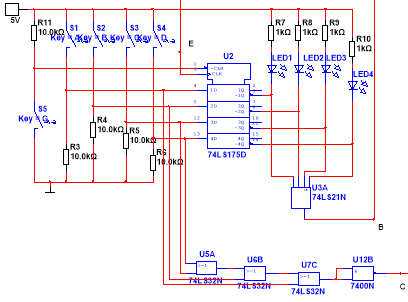 5V
R11
10.0kΩ
S1
S2
S3
S4
Key =
R7
1kΩ
R8
1kΩ
R9
1kΩ
R10
1kΩ
E
U2
LED1
LED2
LED3
LED4
~CLR
CLK
1D
2D
3D
4D
1Q
~1Q
2Q
~2Q
3Q
~3Q
4Q
~4Q
74LS175D
S5
Key = G
R3
10.0kΩ
R4
10.0kΩ
R5
10.0kΩ
R6
10.0kΩ
U3A
74LS21N
B
U5A
74LS32N
U6B
74LS32N
U7C
74LS32N
U12B
7400N
C